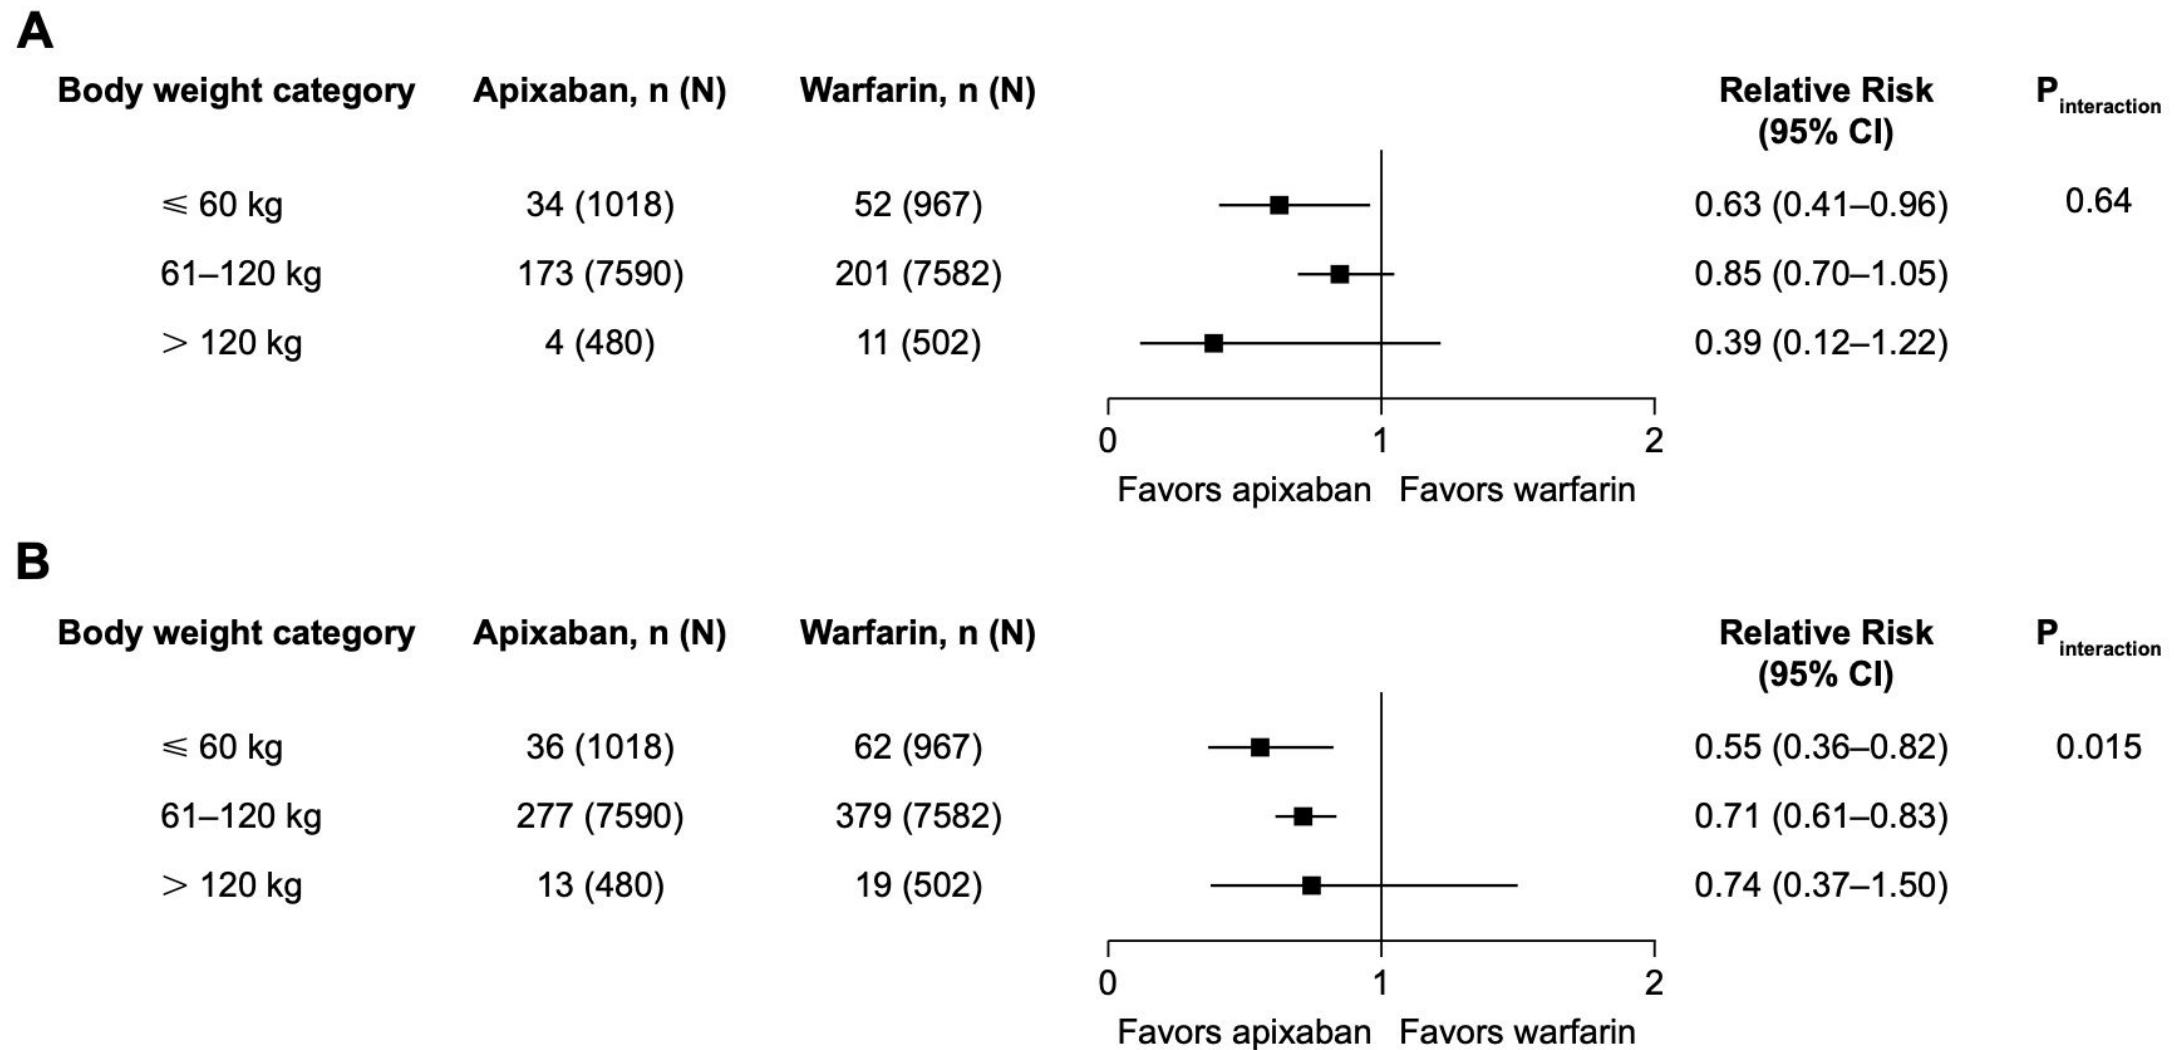 A
Body weight category Apixaban, n (N) Warfarin, n (N) Relative Risk (95% CI) Pinteraction
⩽ 60 kg 34 (1018) 52 (967) 0.63 (0.41–0.96) 0.64
61–120 kg 173 (7590) 201 (7582) 0.85 (0.70–1.05)
> 120 kg 4 (480) 11 (502) 0.39 (0.12–1.22)
0 1 2
Favors apixaban Favors warfarin
B
Body weight category Apixaban, n (N) Warfarin, n (N) Relative Risk (95% CI) Pinteraction
⩽ 60 kg 36 (1018) 62 (967) 0.55 (0.36–0.82) 0.015
61–120 kg 277 (7590) 379 (7582) 0.71 (0.61–0.83)
> 120 kg 13 (480) 19 (502) 0.74 (0.37–1.50)
0 1 2
Favors apixaban Favors warfarin